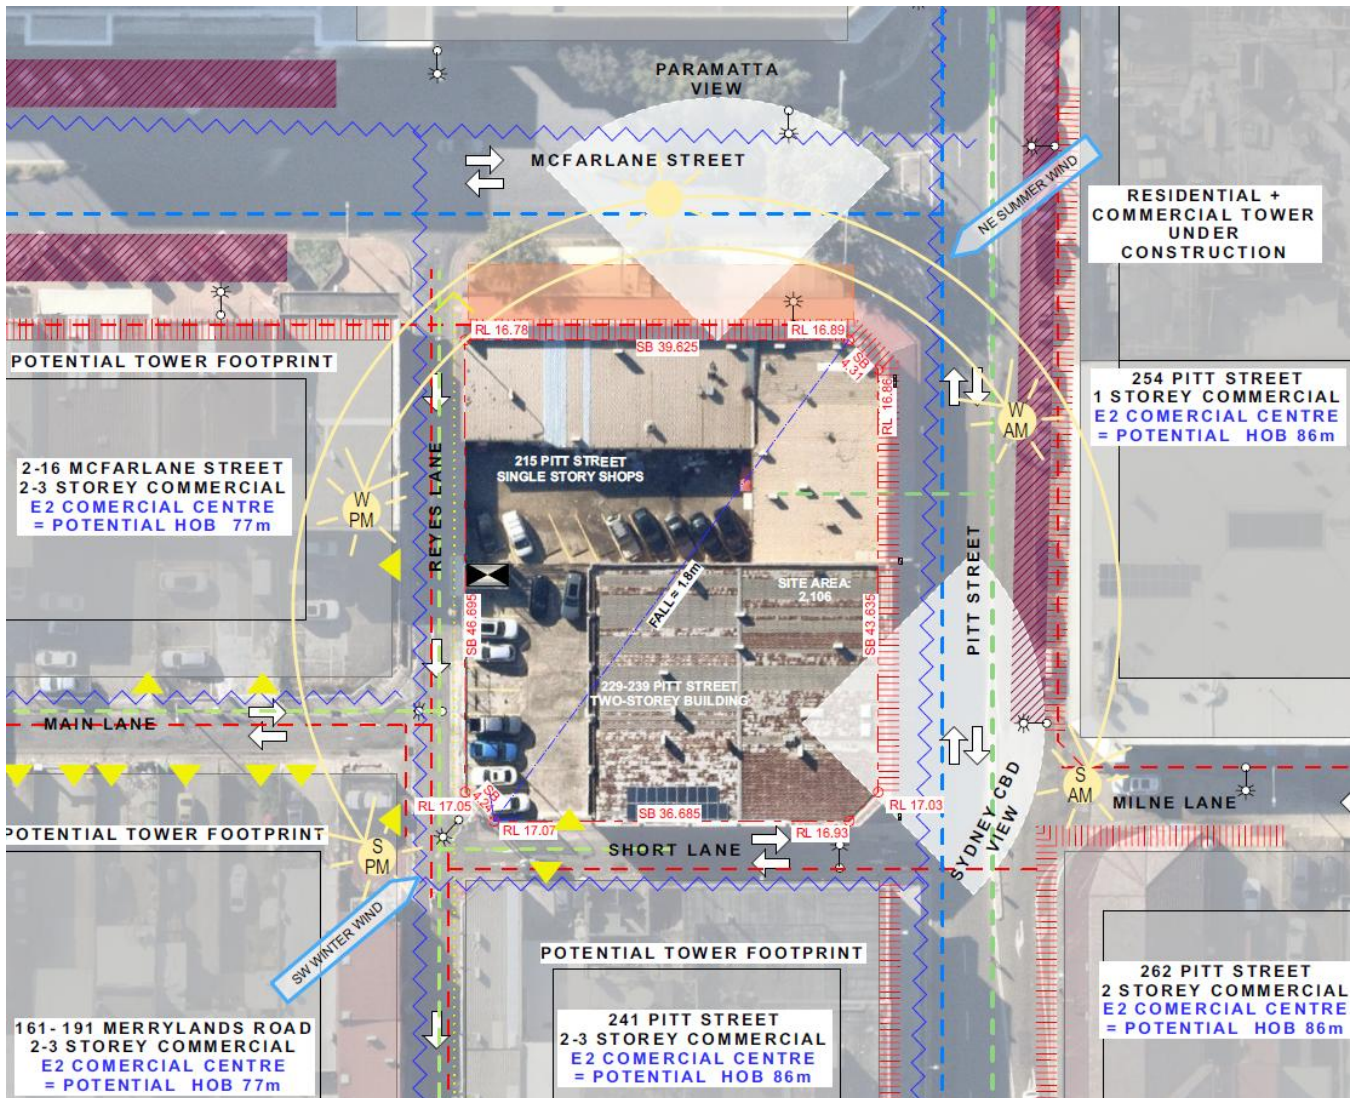 PARAMATTA
VIEW
MCFARLANE STREET
NE SUMMER WIND
RESIDENTIAL +
COMMERCIAL TOWER
UNDER
CONSTRUCTION
RL 16.78
RL 16.89
SB 39.625
SB
4.31
RL 16.86
POTENTIAL TOWER FOOTPRINT
254 PITT STREET
1 STOREY COMMERCIAL
E2 COMERCIAL CENTRE
= POTENTIAL HOB 86m
W
AM
2-16 MCFARLANE STREET
2-3 STOREY COMMERCIAL
E2 COMERCIAL CENTRE
= POTENTIAL HOB 77m
W
PM
REYES LANE
215 PITT STREET
SINGLE STORY SHOPS
PITT STREET
FALL = 1.8m
SITE AREA:
2,106
SB 46.695
SB 43.635
229-239 PITT STREET
TWO-STOREY BUILDING
MAIN LANE
SB
4.24
RL 17.05
RL 17.07
SB 36.685
RL 16.93
RL 17.03
SYDNEY CBD
VIEW
S
AM
MILNE LANE
POTENTIAL TOWER FOOTPRINT
S
PM
SHORT LANE
SW WINTER WIND
POTENTIAL TOWER FOOTPRINT
161-191 MERRYLANDS ROAD
2-3 STOREY COMMERCIAL
E2 COMERCIAL CENTRE
= POTENTIAL HOB 77m
241 PITT STREET
2-3 STOREY COMMERCIAL
E2 COMERCIAL CENTRE
= POTENTIAL HOB 86m
262 PITT STREET
2 STOREY COMMERCIAL
E2 COMERCIAL CENTRE
= POTENTIAL HOB 86m